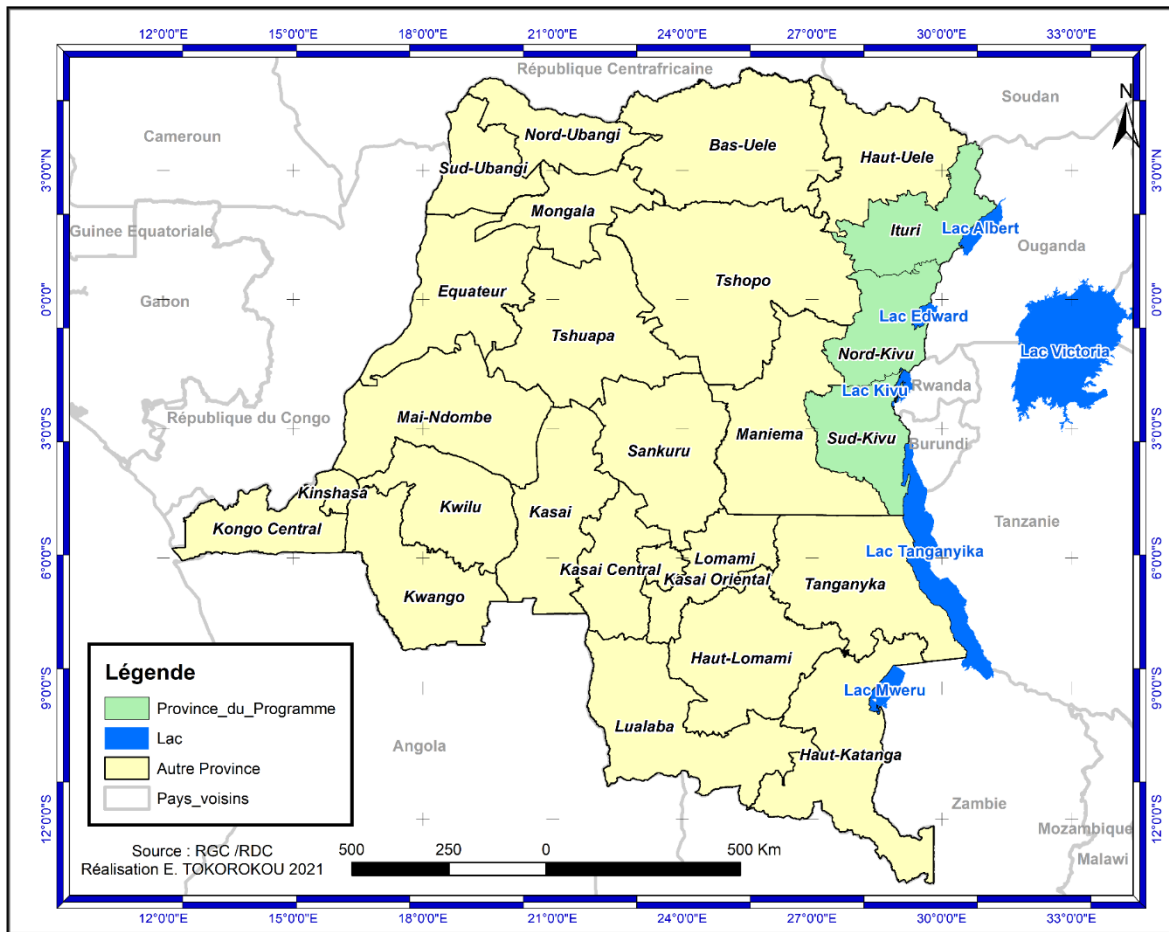 12°0'0"E 15°0'0"E 18°0'0"E 21°0'0"E 24°0'0"E 27°0'0"E 30°0'0"E 33°0'0"E
République Centrafricaine
Soudan
N
Cameroun
Nord-Ubangi
Bas-Uele
Haut-Uele
Sud-Ubangi
3°0'0"N
3°0'0"N
Mongala
Guinee Equatoriale
Ituri
Lac Albert
Ouganda
Gabon
Equateur
Tshopo
0°0'0"
0°0'0"
Lac Edward
Tshuapa
Nord-Kivu
Lac Victoria
Lac Kivu
Rwanda
République du Congo
Mai-Ndombe
Maniema
Sud-Kivu
Burundi
3°0'0"S
3°0'0"S
Sankuru
Kinshasa
Kwilu
Kasai
Kongo Central
Tanzanie
Lac Tanganyika
6°0'0"S
6°0'0"S
Lomami
Kasai Central
Kasai Oriental
Tanganyka
Kwango
Haut-Lomami
Légende
Province_du_Programme
Lac
Autre Province
Pays_voisins
9°0'0"S
9°0'0"S
Lac Mweru
Lualaba
Angola
Haut-Katanga
Zambie
12°0'0"S
12°0'0"S
Mozambique
Malawi
Source : RGC /RDC
Réalisation E. TOKOROKOU 2021
500 250 0 500 Km
12°0'0"E 15°0'0"E 18°0'0"E 21°0'0"E 24°0'0"E 27°0'0"E 30°0'0"E 33°0'0"E